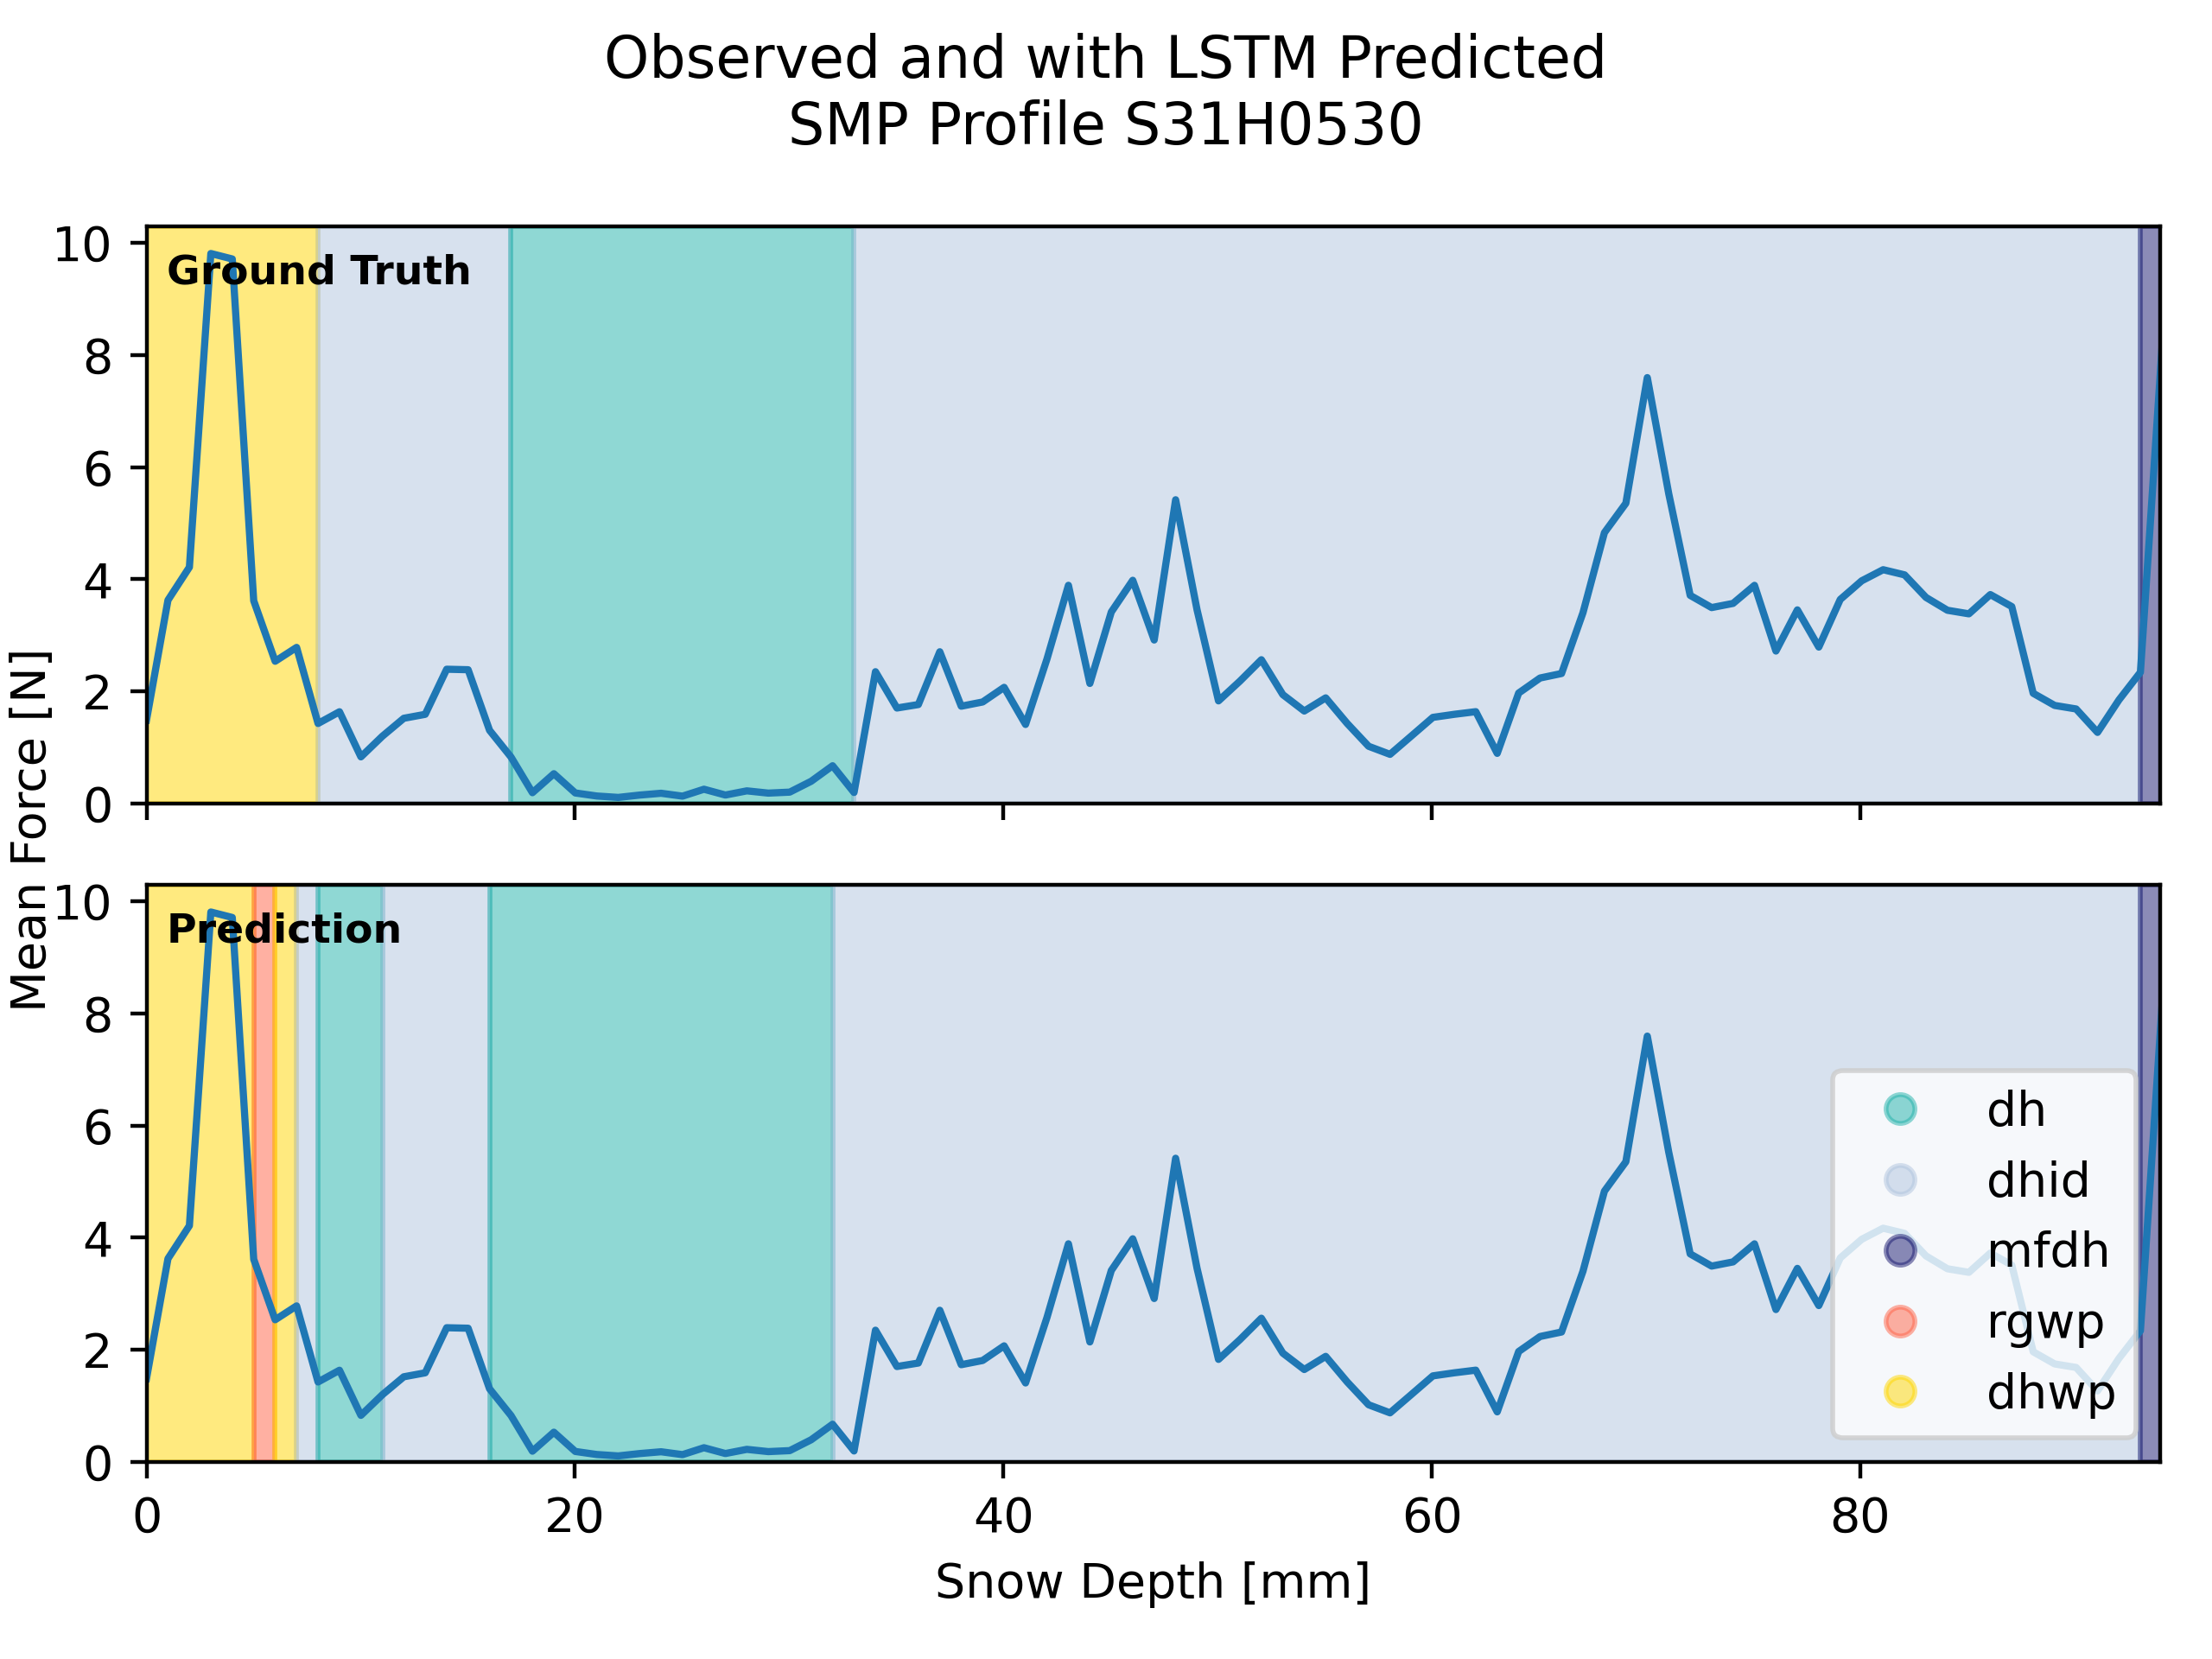 Observed and with LSTM Predicted
SMP Profile S31H0530
Mean Force [N]
10
8
6
4
2
0
Ground Truth
10
8
6
4
2
0
Prediction
dh
dhid
mfdh
rgwp
dhwp
0 20 40 60 80
Snow Depth [mm]